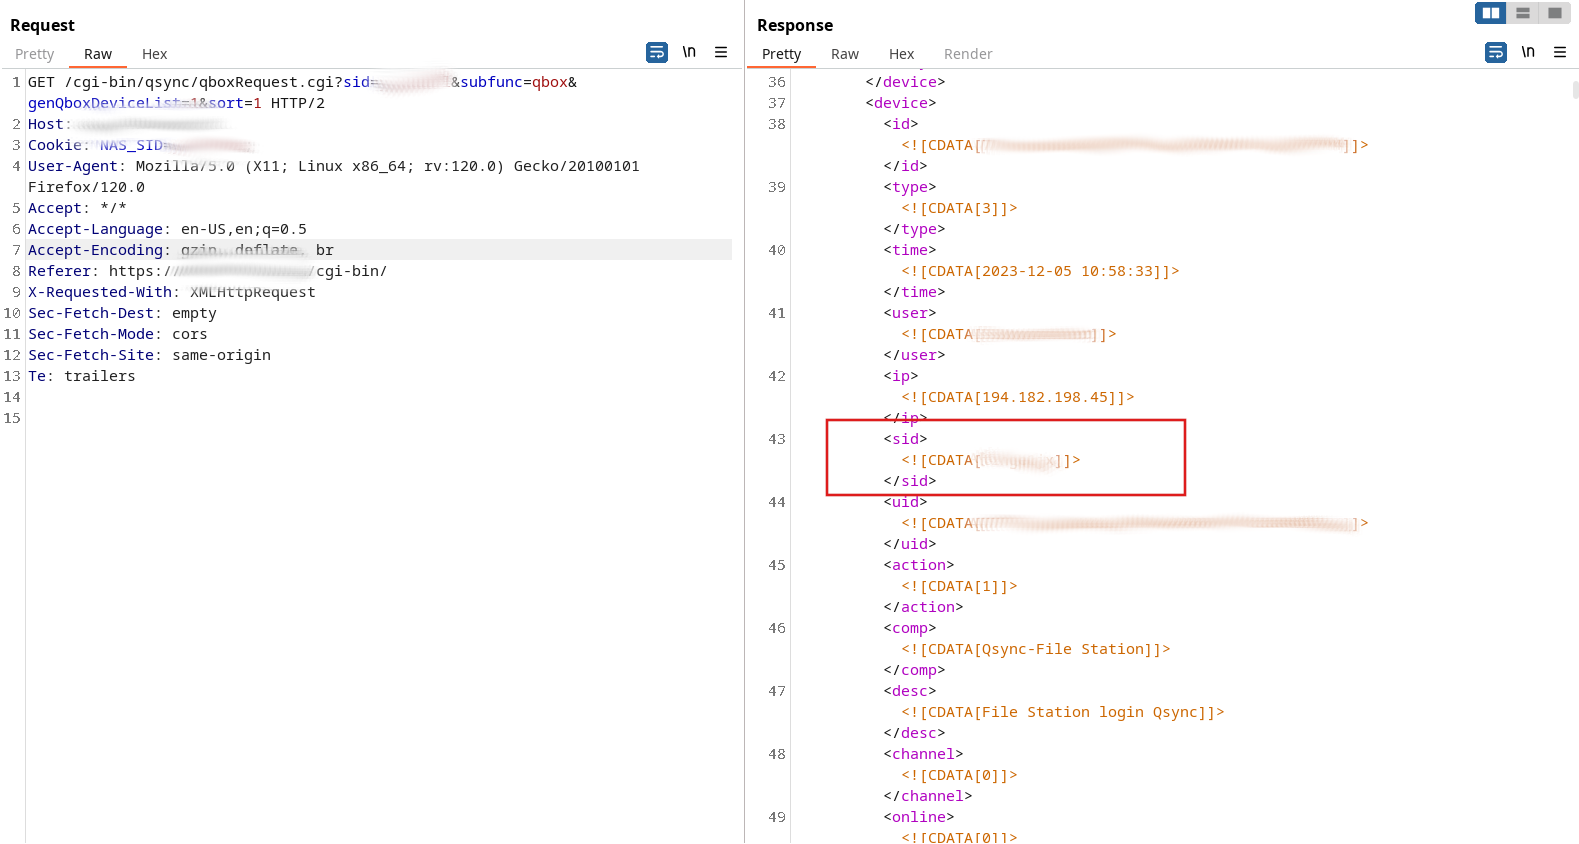 Request
Pretty Raw Hex
\n
1 GET /cgi-bin/qsync/qboxRequest.cgi?sid= &subfunc=qbox&
genQboxDeviceList=1&sort=1 HTTP/2
2 Host:
3 Cookie: NAS_SID=
4 User-Agent: Mozilla/5.0 (X11; Linux x86_64; rv:120.0) Gecko/20100101
Firefox/120.0
5 Accept: */*
6 Accept-Language: en-US,en;q=0.5
7 Accept-Encoding: gzip, deflate, br
8 Referer: https:// /cgi-bin/
9 X-Requested-With: XMLHttpRequest
10 Sec-Fetch-Dest: empty
11 Sec-Fetch-Mode: cors
12 Sec-Fetch-Site: same-origin
13 Te: trailers
14
15
Response
Pretty Raw Hex Render
\n
36 </device>
37 <device>
38 <id>
<![CDATA[ ]]>
</id>
39 <type>
<![CDATA[3]]>
</type>
40 <time>
<![CDATA[2023-12-05 10:58:33]]>
</time>
41 <user>
<![CDATA[ ]]>
</user>
42 <ip>
<![CDATA[194.182.198.45]]>
</ip>
43 <sid>
<![CDATA[ ]]>
</sid>
44 <uid>
<![CDATA[ ]]>
</uid>
45 <action>
<![CDATA[1]]>
</action>
46 <comp>
<![CDATA[Qsync-File Station]]>
</comp>
47 <desc>
<![CDATA[File Station login Qsync]]>
</desc>
48 <channel>
<![CDATA[0]]>
</channel>
49 <online>
<![CDATA[0]]>